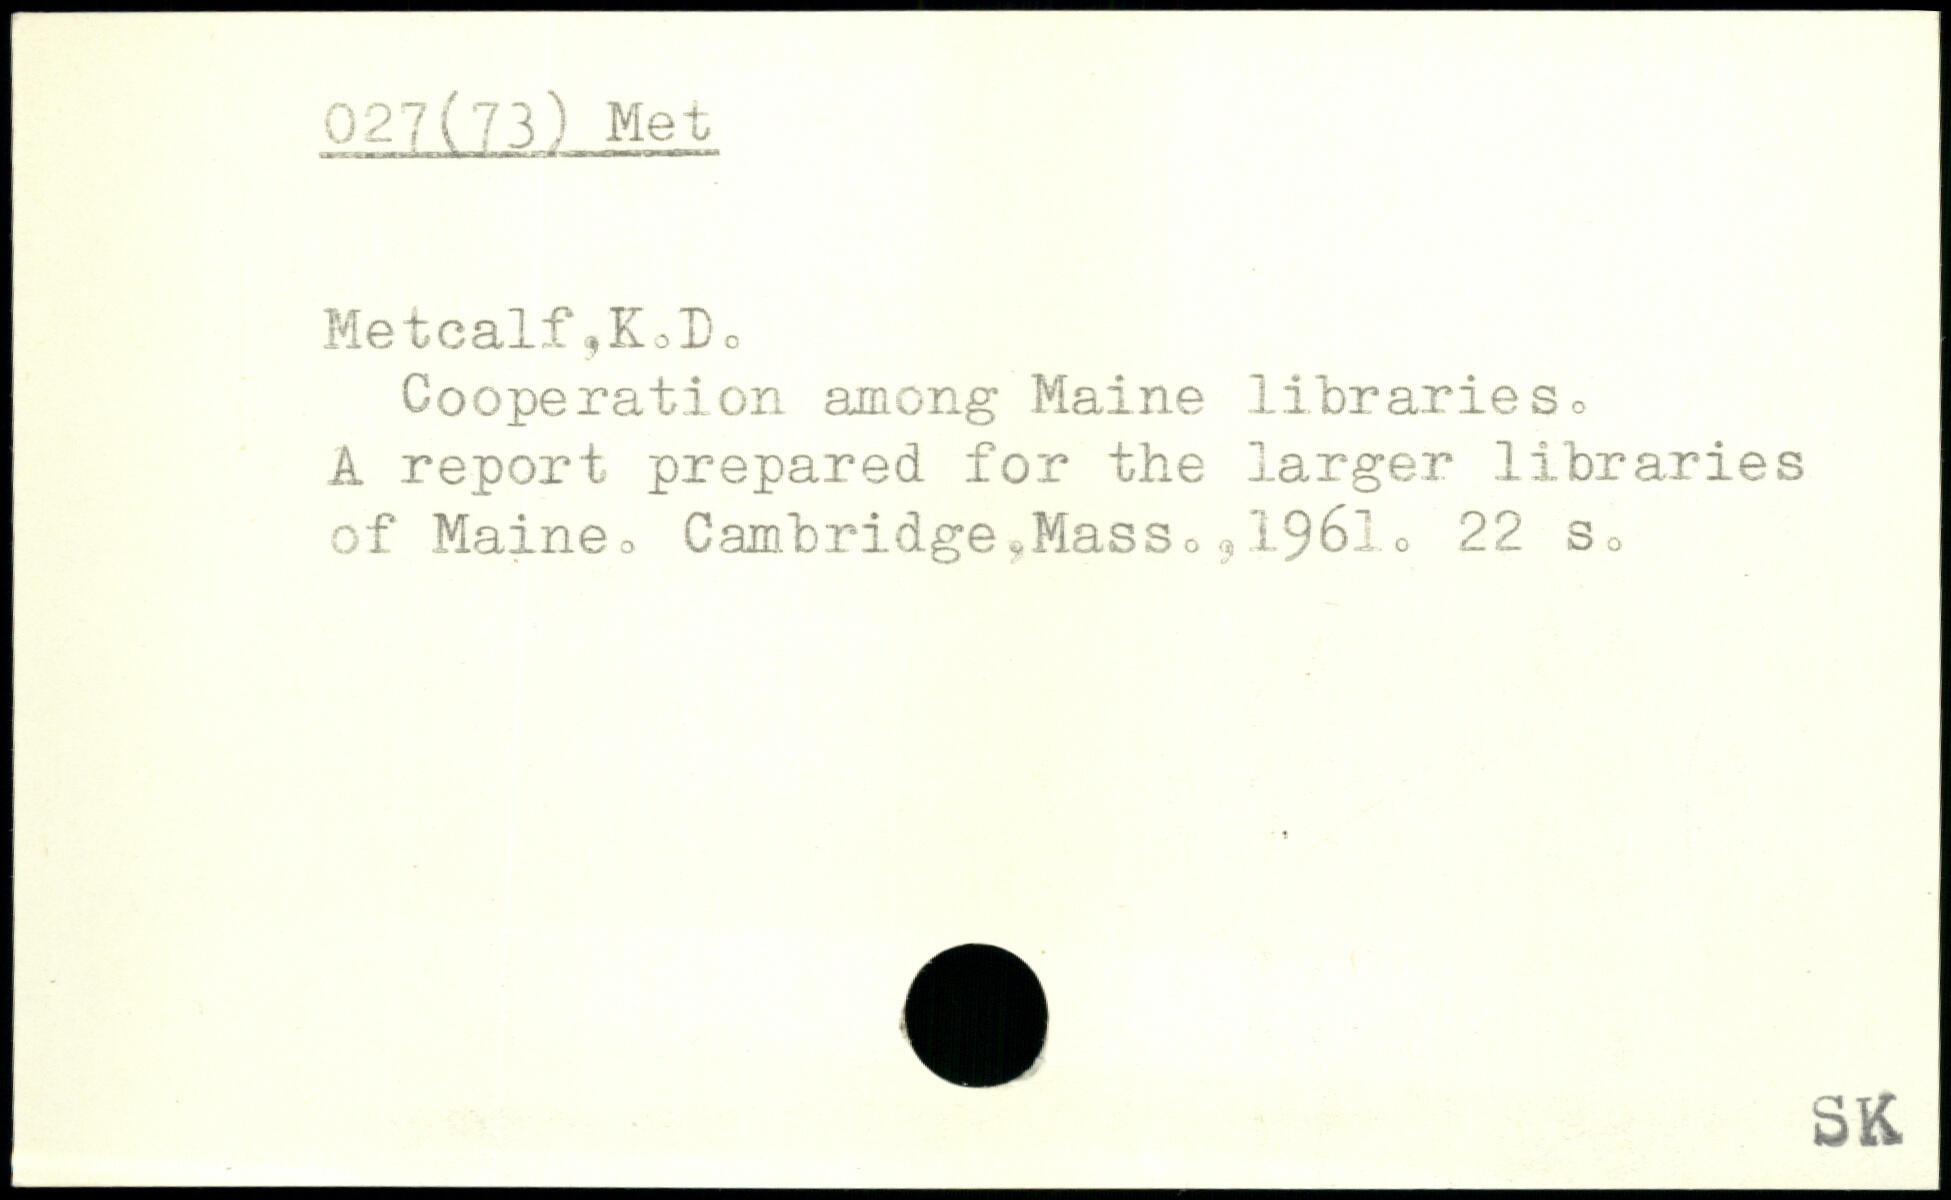 027(73) Met
Metcalf,K.D.
Cooperation among Maine libraries.
A report prepared for the larger libraries
of Maine. Cambridge,Mass.,1961. 22 s.
SK